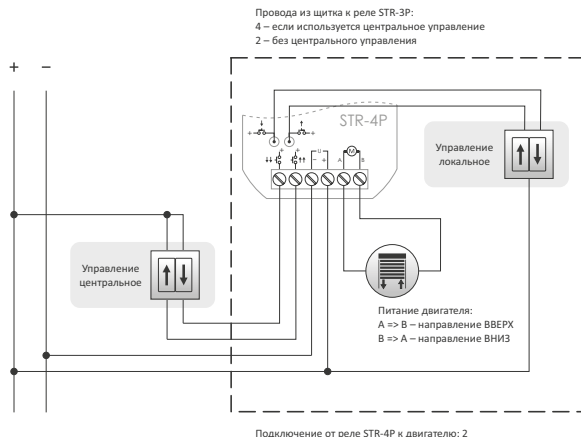 Провода из щитка к реле STR-3P:
4 – если используется центральное управление
2 – без центрального управления
+ –
STR-4P
U
M
– + A B
Управление
локальное
Управление
центральное
Питание двигателя:
A => B – направление ВВЕРХ
B => A – направление ВНИЗ
Подключение от реле STR-4P к двигателю: 2